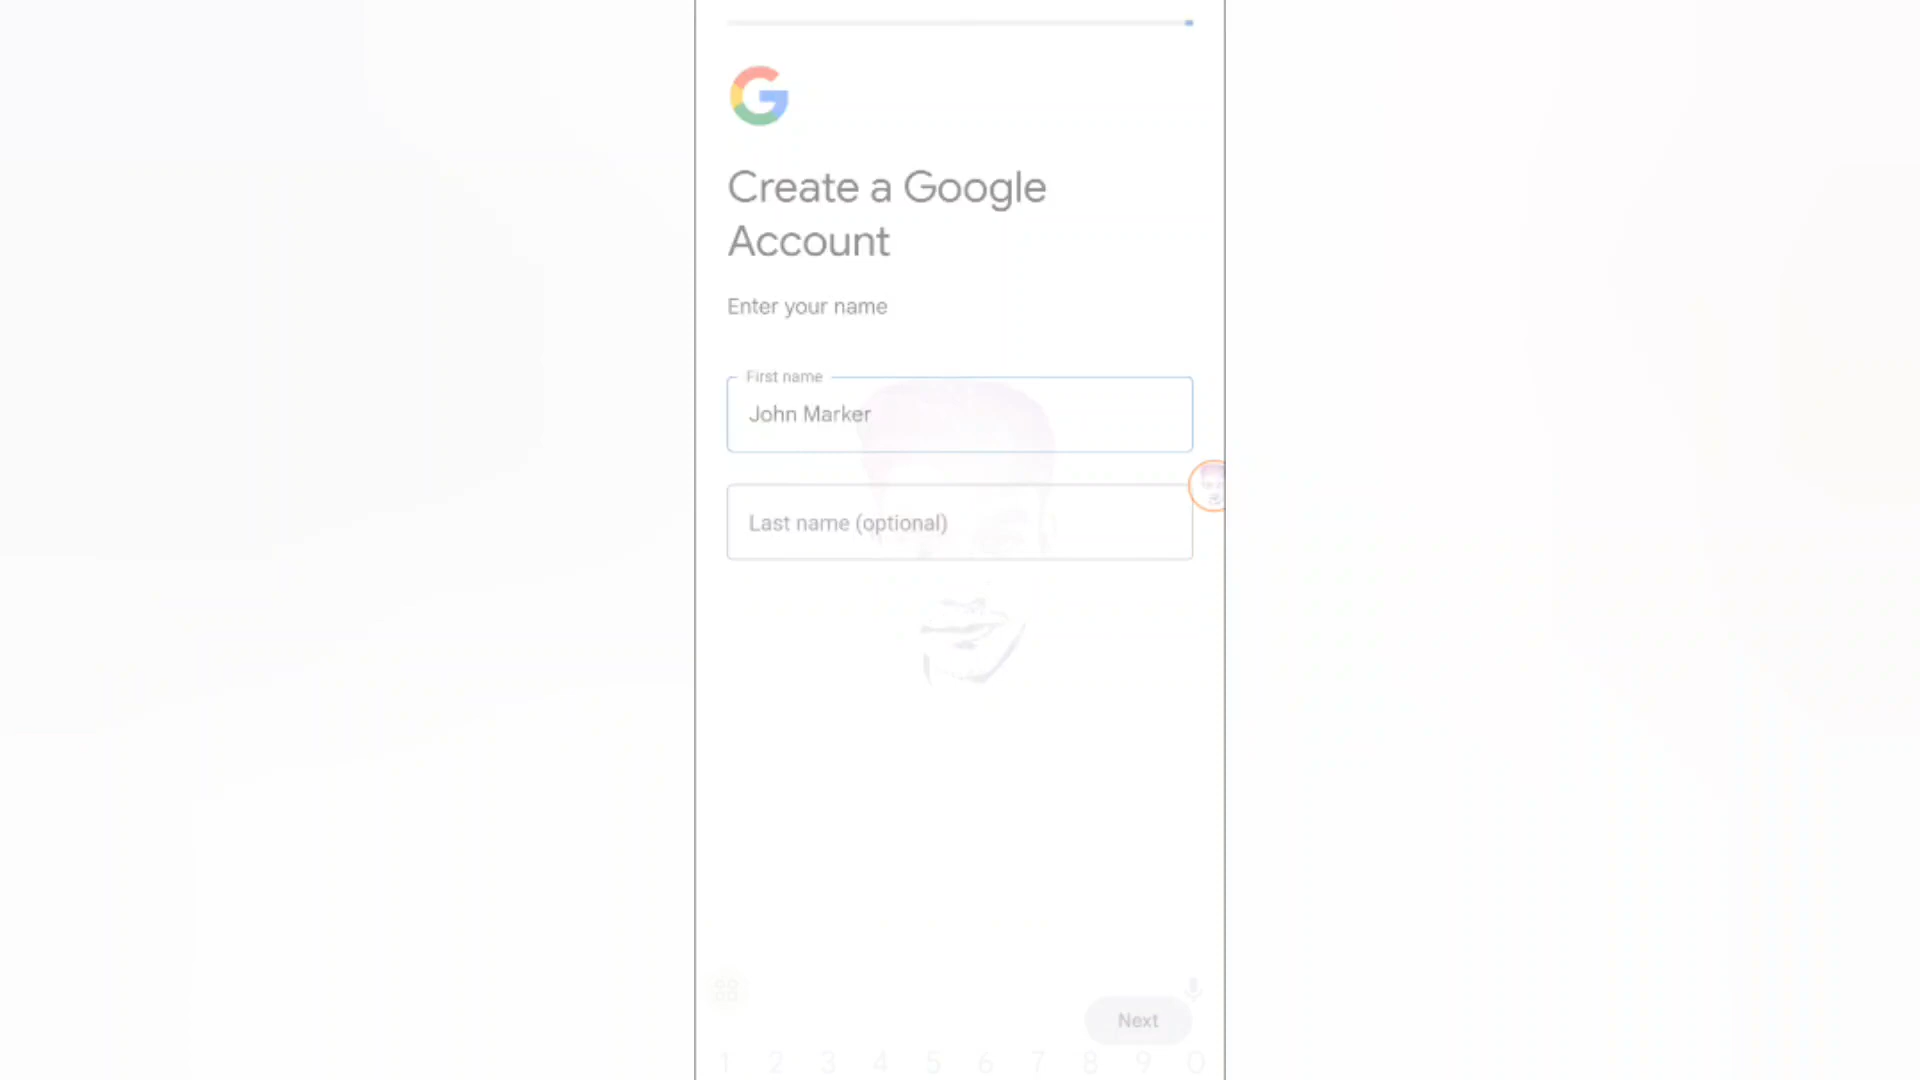 Create a Google
Account
Enter your name
First name
John Marker
Last name (optional)
Next
1 2 3 4 5 6 7 8 9 0